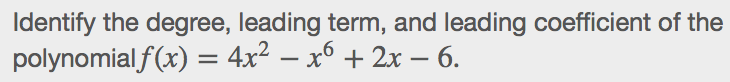 Identify the degree, leading term, and leading coefficient of the
polynomial f(x) = 4x² − x⁶ + 2x − 6.